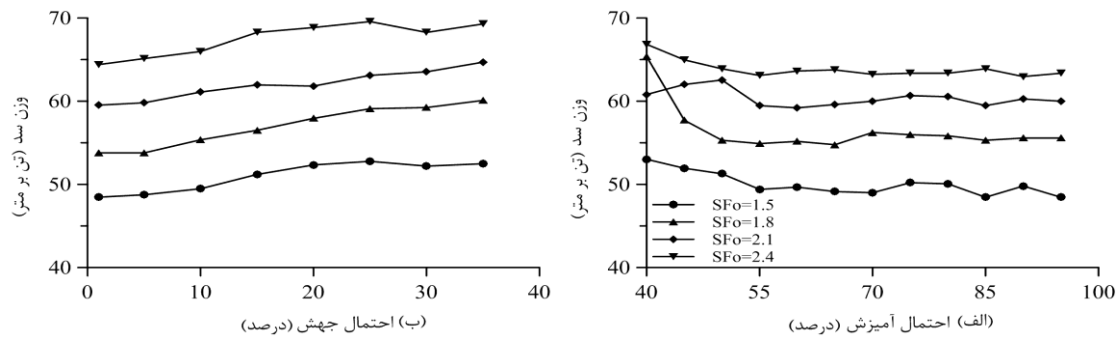 70
60
50
40
وزن سد (تن بر متر)
0 10 20 30 40
(ب) احتمال جهش (درصد)
70
60
50
40
وزن سد (تن بر متر)
SFo=1.5
SFo=1.8
SFo=2.1
SFo=2.4
40 55 70 85 100
(الف) احتمال آمیزش (درصد)